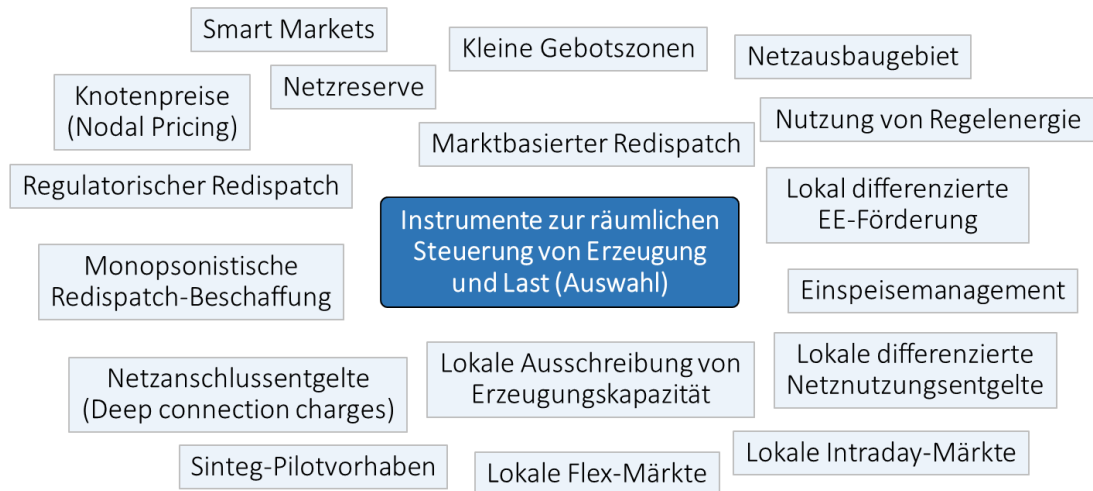 Smart Markets
Kleine Gebotszonen
Netzausbaugebiet
Knotenpreise
(Nodal Pricing)
Netzreserve
Marktbasierter Redispatch
Nutzung von Regelenergie
Regulatorischer Redispatch
Instrumente zur räumlichen
Steuerung von Erzeugung
und Last (Auswahl)
Lokal differenzierte
EE-Förderung
Monopsonistische
Redispatch-Beschaffung
Einspeisemanagement
Netzanschlussentgelte
(Deep connection charges)
Lokale Ausschreibung von
Erzeugungskapazität
Lokale differenzierte
Netznutzungsentgelte
Sinteg-Pilotvorhaben
Lokale Flex-Märkte
Lokale Intraday-Märkte